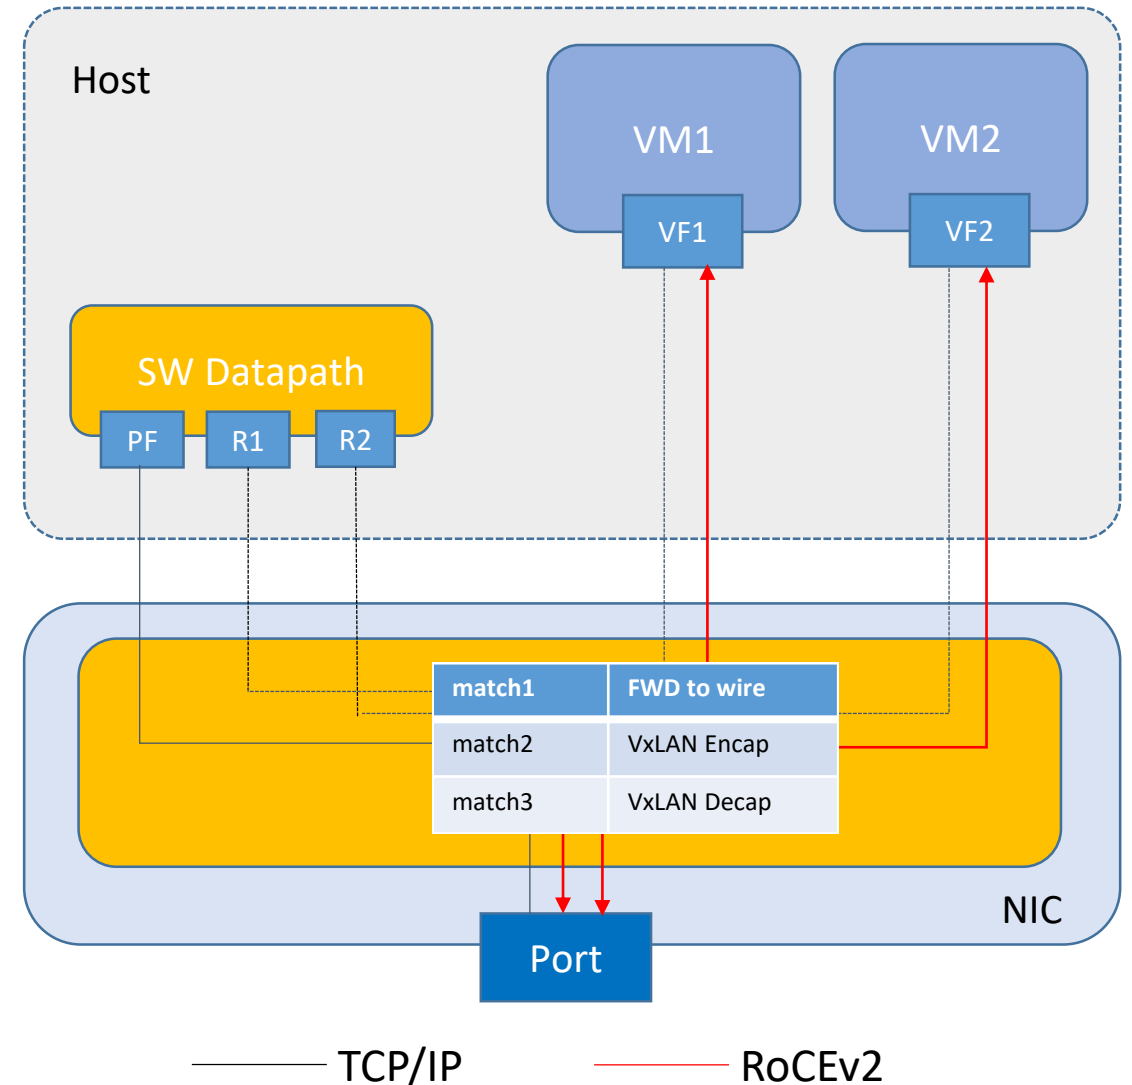 Host
VM1
VM2
VF1
VF2
SW Datapath
PF
R1
R2
match1 FWD to wire
match2 VxLAN Encap
match3 VxLAN Decap
NIC
Port
TCP/IP
RoCEv2